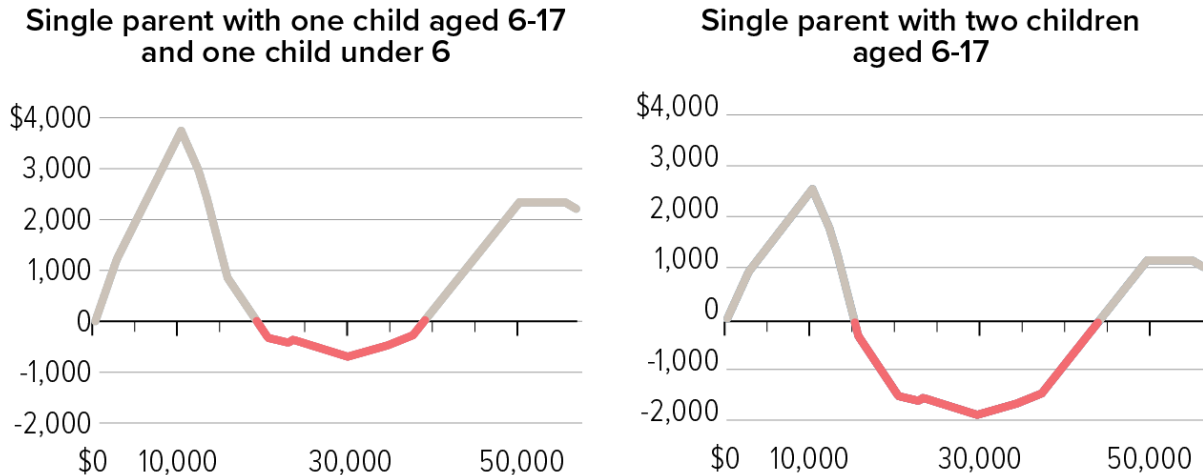 Single parent with one child aged 6-17
and one child under 6
$4,000
3,000
2,000
1,000
0
-1,000
-2,000
$0 10,000 30,000 50,000
Single parent with two children
aged 6-17
$4,000
3,000
2,000
1,000
0
-1,000
-2,000
$0 10,000 30,000 50,000